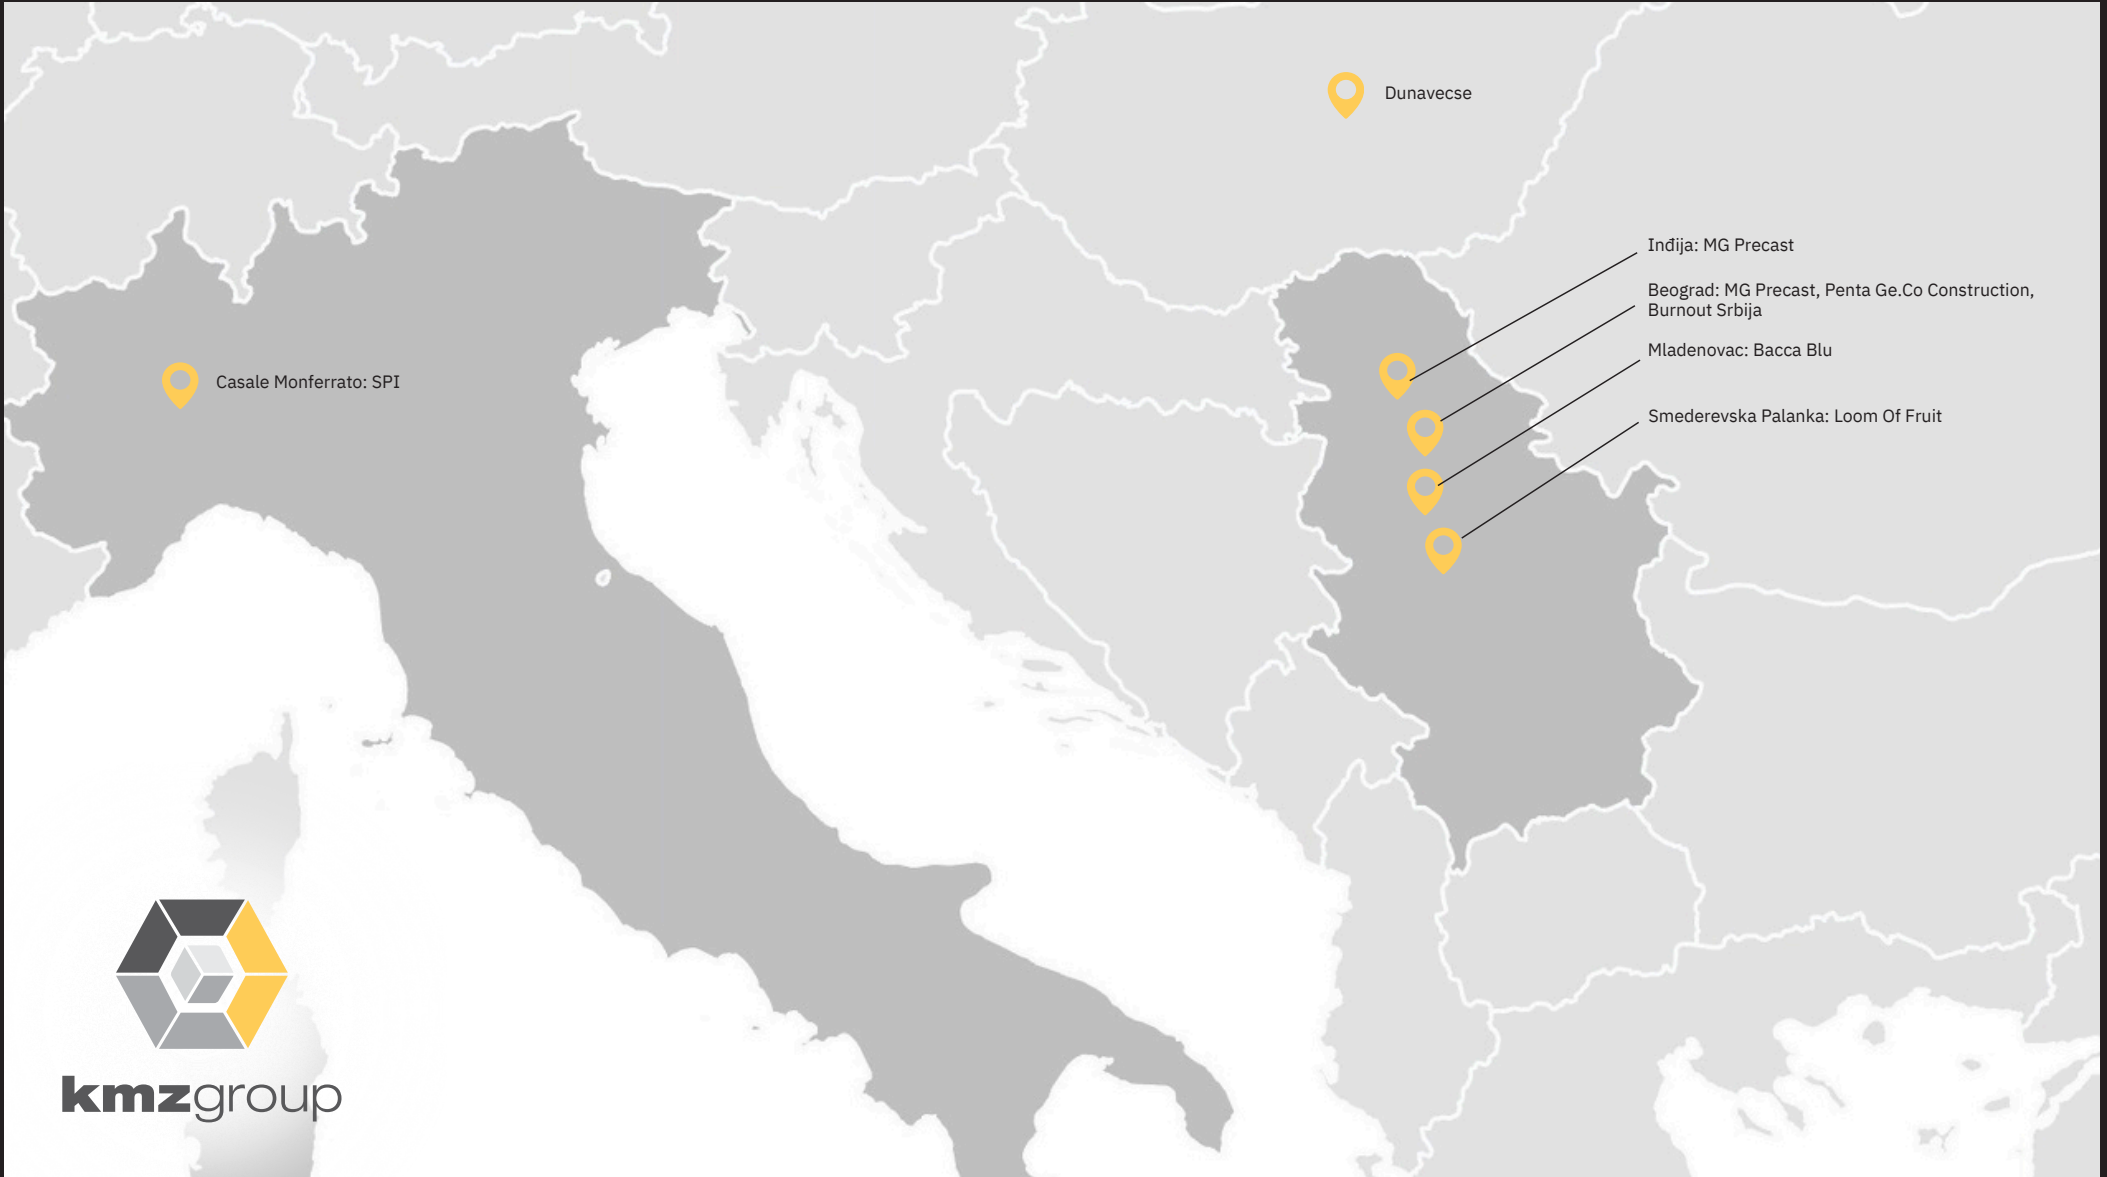 Dunavecse
Inđija: MG Precast
Beograd: MG Precast, Penta Ge.Co Construction,
Burnout Srbija
Mladenovac: Bacca Blu
Casale Monferrato: SPI
Smederevska Palanka: Loom Of Fruit
kmzgroup